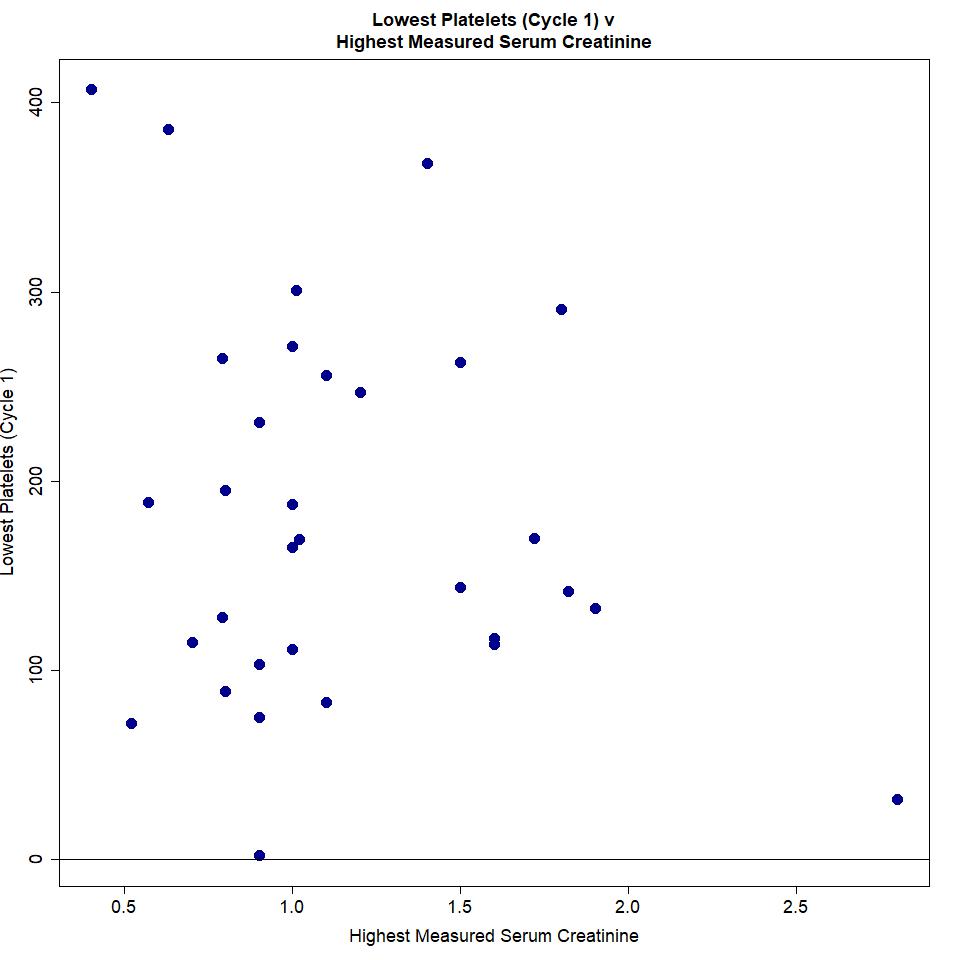 Lowest Platelets (Cycle 1) v
Highest Measured Serum Creatinine
400
300
200
100
0
Lowest Platelets (Cycle 1)
0.5 1.0 1.5 2.0 2.5
Highest Measured Serum Creatinine